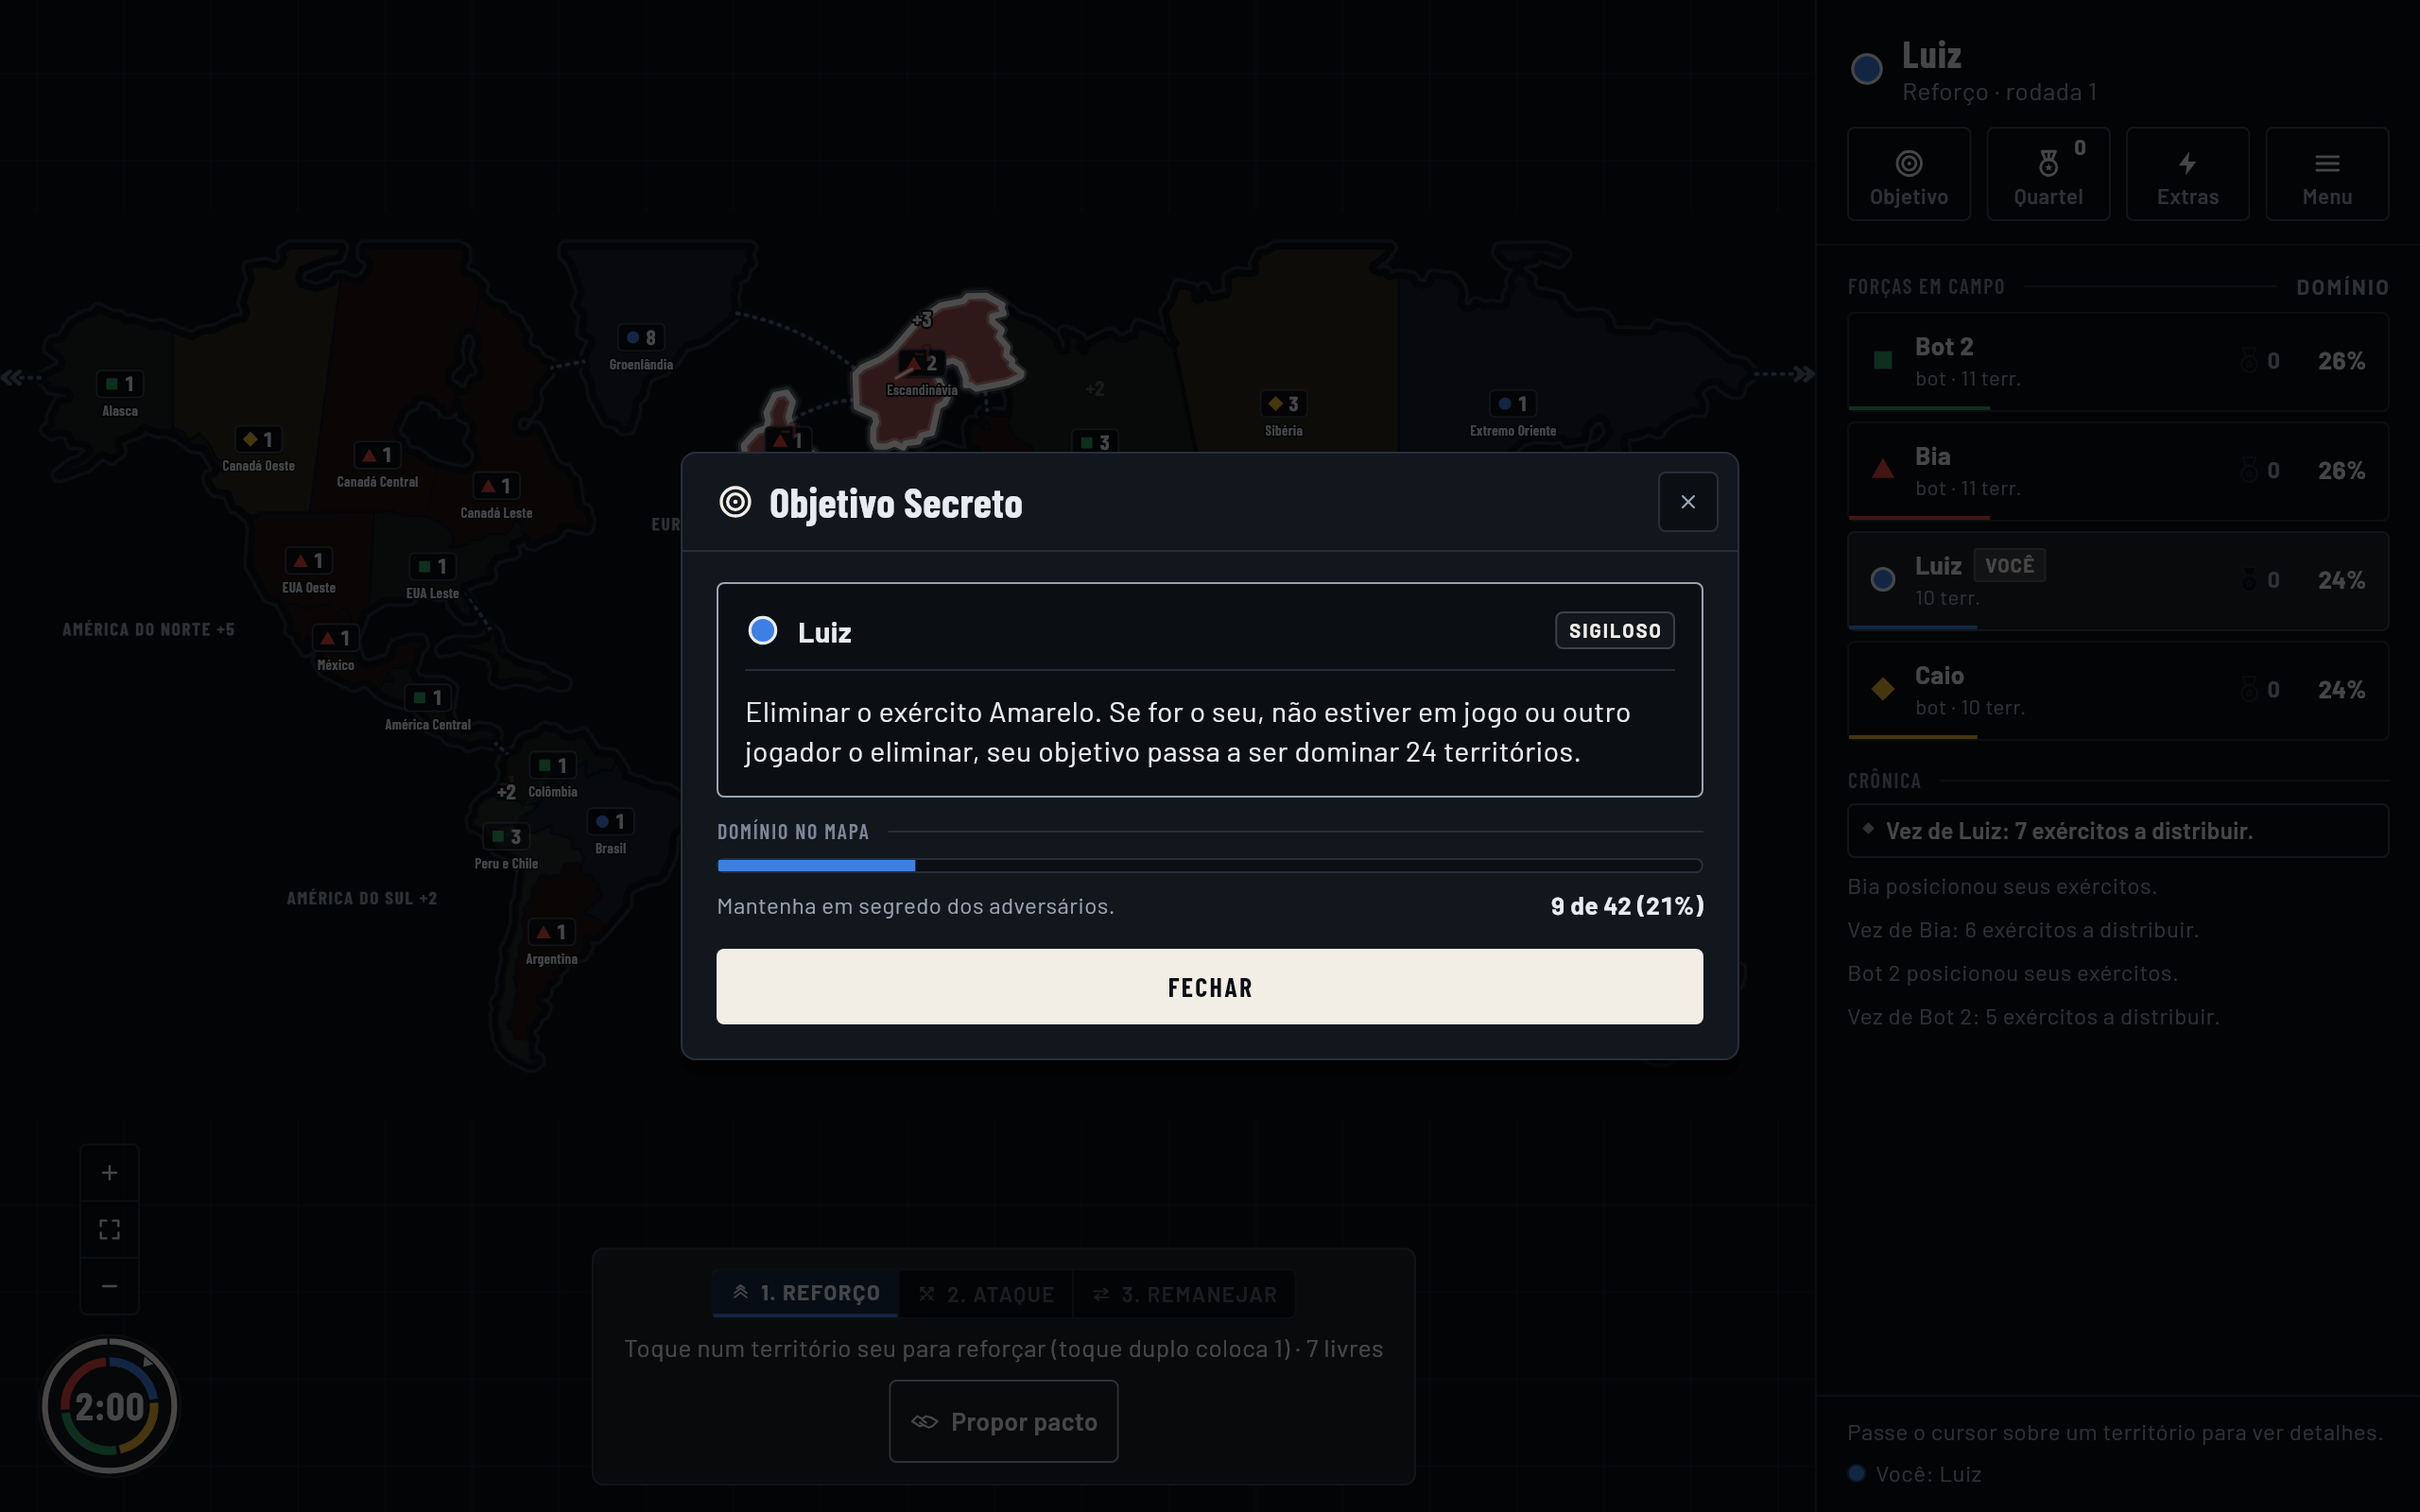 Luiz
Reforço · rodada 1
Objetivo
0
Quartel
Extras
Menu
FORÇAS EM CAMPO
DOMÍNIO
Bot 2
bot · 11 terr.
0
26%
Bia
bot · 11 terr.
0
26%
Luiz VOCÊ
10 terr.
0
24%
Caio
bot · 10 terr.
0
24%
CRÔNICA
Vez de Luiz: 7 exércitos a distribuir.
Bia posicionou seus exércitos.
Vez de Bia: 6 exércitos a distribuir.
Bot 2 posicionou seus exércitos.
Vez de Bot 2: 5 exércitos a distribuir.
Passe o cursor sobre um território para ver detalhes.
Você: Luiz
1
Alasca
1
Canadá Oeste
1
Canadá Central
1
Canadá Leste
8
Groenlândia
+3
2
Escandinávia
1
+2
3
3
Sibéria
1
Extremo Oriente
1
EUA Oeste
1
EUA Leste
AMÉRICA DO NORTE +5
1
México
1
América Central
1
Colômbia
+2
3
Peru e Chile
1
Brasil
AMÉRICA DO SUL +2
1
Argentina
EUR
Objetivo Secreto
Luiz
SIGILOSO
Eliminar o exército Amarelo. Se for o seu, não estiver em jogo ou outro
jogador o eliminar, seu objetivo passa a ser dominar 24 territórios.
DOMÍNIO NO MAPA
Mantenha em segredo dos adversários.
9 de 42 (21%)
FECHAR
1. REFORÇO
2. ATAQUE
3. REMANEJAR
Toque num território seu para reforçar (toque duplo coloca 1) · 7 livres
Propor pacto
2:00